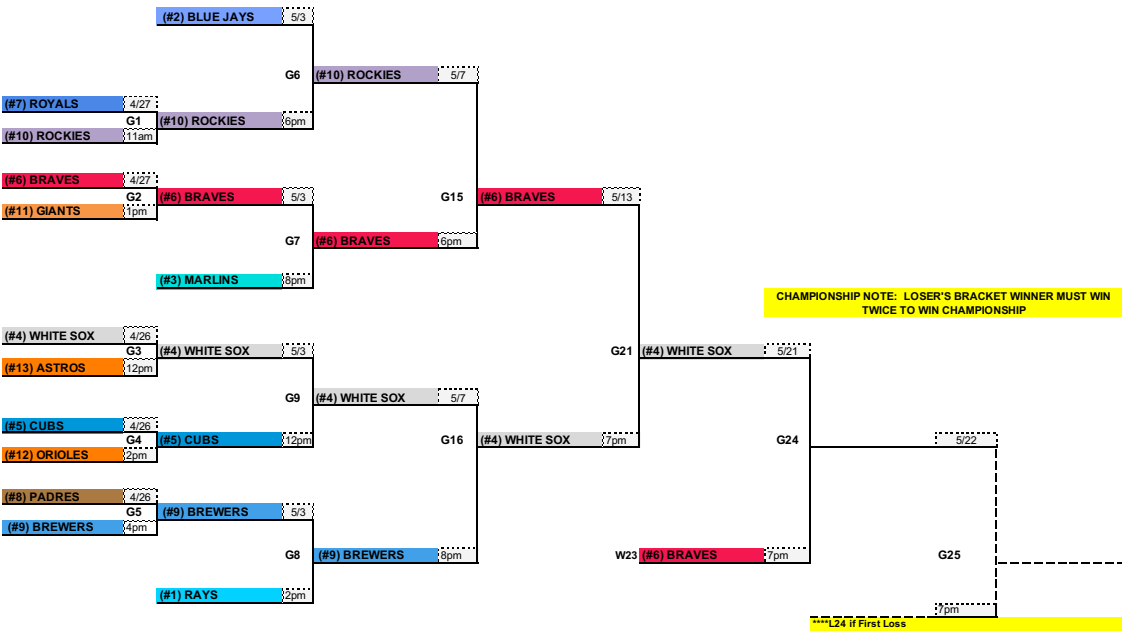 (#2) BLUE JAYS 5/3
G6 (#10) ROCKIES 5/7
(#7) ROYALS 4/27
G1 (#10) ROCKIES 6pm
(#10) ROCKIES 11am
(#6) BRAVES 4/27
G2 (#6) BRAVES 5/3 G15 (#6) BRAVES 5/13
(#11) GIANTS 1pm
G7 (#6) BRAVES 6pm
(#3) MARLINS 8pm
CHAMPIONSHIP NOTE: LOSER'S BRACKET WINNER MUST WIN
TWICE TO WIN CHAMPIONSHIP
(#4) WHITE SOX 4/26
G3 (#4) WHITE SOX 5/3 G21 (#4) WHITE SOX 5/21
(#13) ASTROS 12pm
G9 (#4) WHITE SOX 5/7
(#5) CUBS 4/26
G4 (#5) CUBS 12pm G16 (#4) WHITE SOX 7pm G24 5/22
(#12) ORIOLES 2pm
(#8) PADRES 4/26
G5 (#9) BREWERS 5/3
(#9) BREWERS 4pm
G8 (#9) BREWERS 8pm W23 (#6) BRAVES 7pm G25
(#1) RAYS 2pm
7pm
****L24 if First Loss